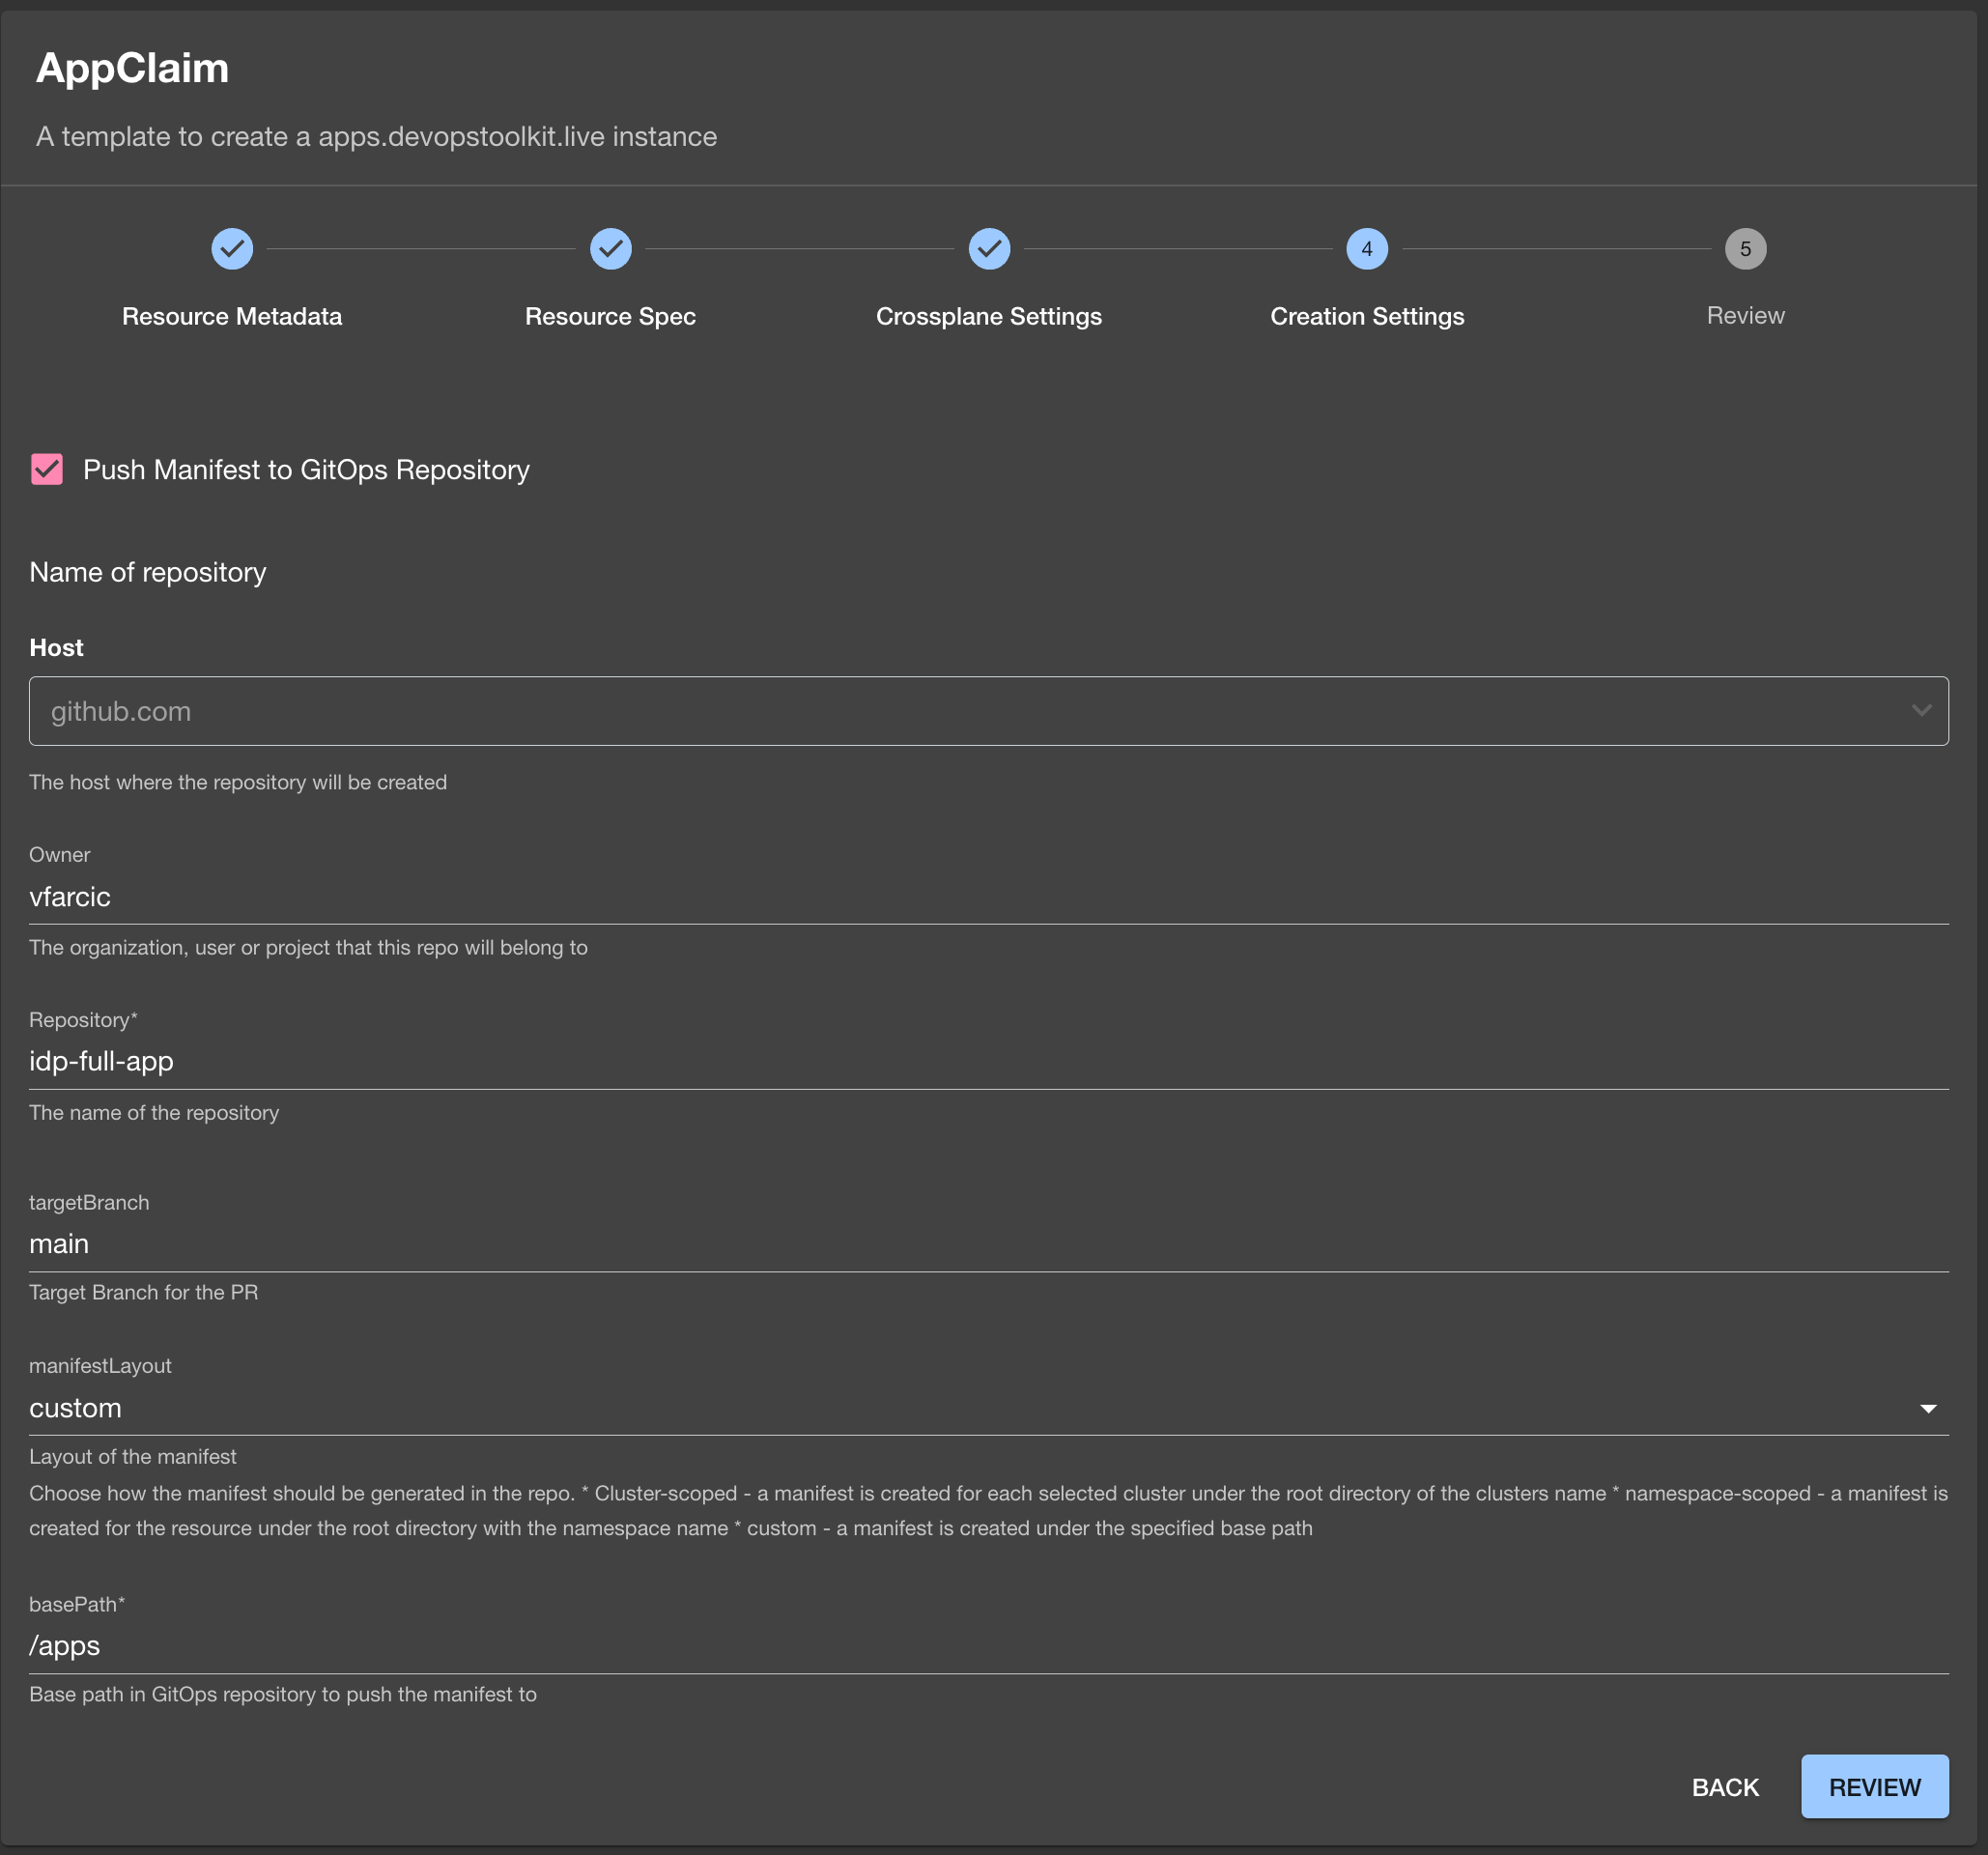 AppClaim
A template to create a apps.devopstoolkit.live instance
4
5
Resource Metadata
Resource Spec
Crossplane Settings
Creation Settings
Review
Push Manifest to GitOps Repository
Name of repository
Host
github.com
The host where the repository will be created
Owner
vfarcic
The organization, user or project that this repo will belong to
Repository*
idp-full-app
The name of the repository
targetBranch
main
Target Branch for the PR
manifestLayout
custom
Layout of the manifest
Choose how the manifest should be generated in the repo. * Cluster-scoped - a manifest is created for each selected cluster under the root directory of the clusters name * namespace-scoped - a manifest is
created for the resource under the root directory with the namespace name * custom - a manifest is created under the specified base path
basePath*
/apps
Base path in GitOps repository to push the manifest to
BACK
REVIEW